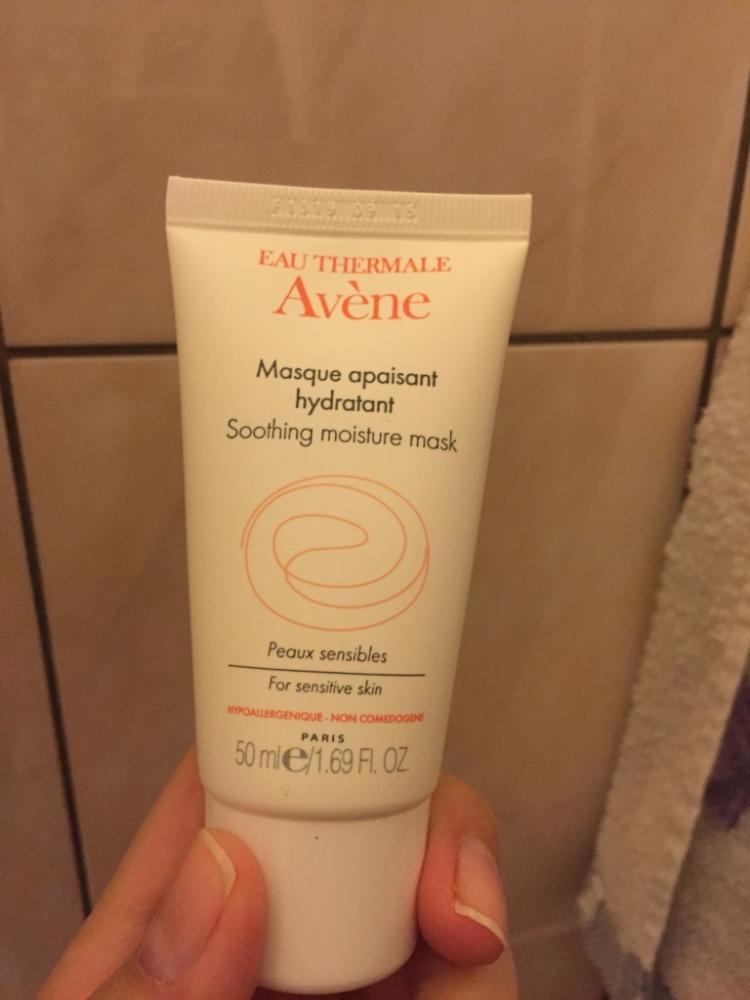 EAU THERMALE
Avène
Masque apaisant
hydratant
Soothing moisture mask
Peaux sensibles
For sensitive skin
HYPOALLERGENIQUE - NON COMEDOGENE
PARIS
50 ml e/1.69 Fl. OZ.